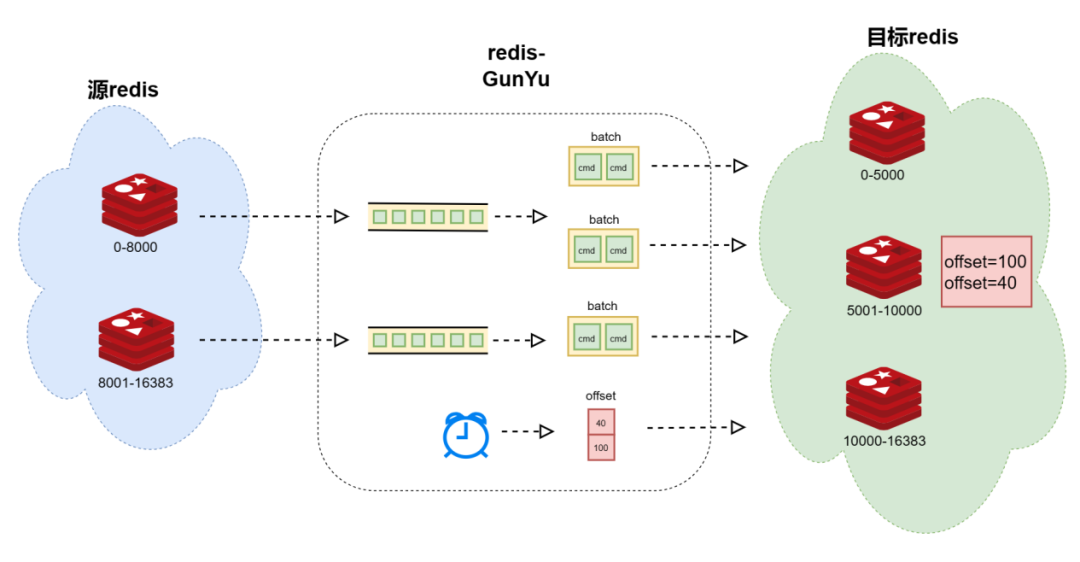 源redis
0-8000
8001-16383
redis-
GunYu
batch
cmd cmd
batch
cmd cmd
batch
cmd cmd
offset
40
100
目标redis
0-5000
5001-10000
offset=100
offset=40
10000-16383